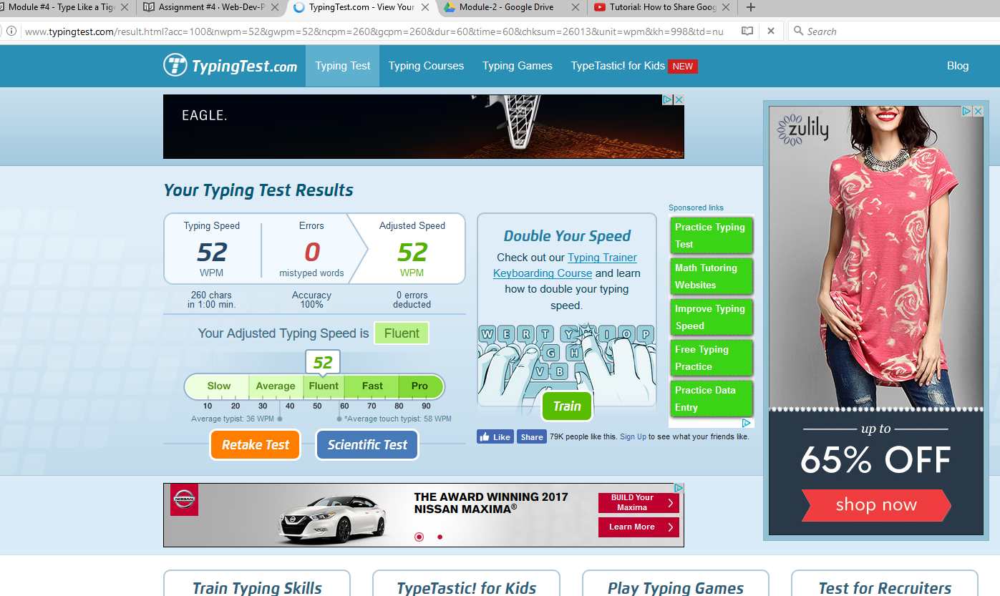 Module #4 - Type Like a Tige
Assignment #4 · Web-Dev-P
TypingTest.com - View Your
Module-2 - Google Drive
Tutorial: How to Share Goog
www.typingtest.com/result.html?acc=100&nwpm=52&gwpm=52&ncpm=260&gcpm=260&dur=60&time=60&chksum=26013&unit=wpm&kh=998&td=nu
Search
TypingTest.com
Typing Test
Typing Courses
Typing Games
TypeTastic! for Kids NEW
Blog
EAGLE.
zulily
Your Typing Test Results
Typing Speed
52
WPM
Errors
0
mistyped words
Adjusted Speed
52
WPM
260 chars
in 1:00 min.
Accuracy
100%
0 errors
deducted
Your Adjusted Typing Speed is Fluent
52
Slow Average Fluent Fast Pro
10 20 30 40 50 60 70 80 90
Average typist: 36 WPM
*Average touch typist: 58 WPM
Retake Test
Scientific Test
Double Your Speed
Check out our Typing Trainer
Keyboarding Course and learn
how to double your typing
speed.
W E R T Y I O P
G H
V B
Train
Like
Share
79K people like this. Sign Up to see what your friends like.
Sponsored links
Practice Typing
Test
Math Tutoring
Websites
Improve Typing
Speed
Free Typing
Practice
Practice Data
Entry
up to
65% OFF
shop now
NISSAN
THE AWARD WINNING 2017
NISSAN MAXIMA®
BUILD Your
Maxima
Learn More
Train Typing Skills
TypeTastic! for Kids
Play Typing Games
Test for Recruiters